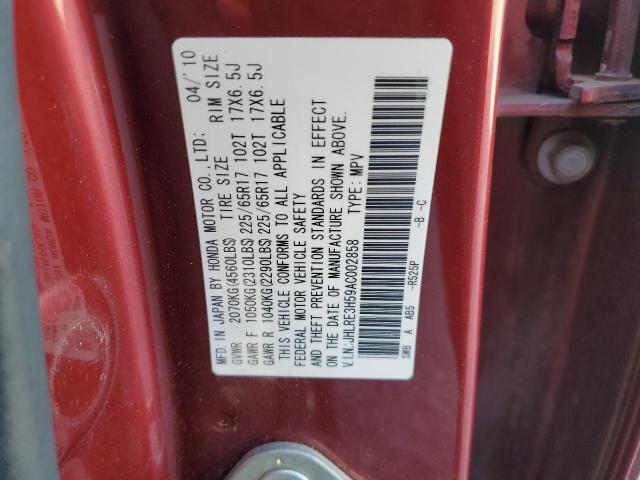 MFD. IN JAPAN BY HONDA MOTOR CO., LTD: 04/'10
TIRE SIZE RIM SIZE
GVWR 2070KG(4560LBS)
GAWR F 1050KG(2310LBS) 225/65R17 102T 17X6.5J
GAWR R 1040KG(2290LBS) 225/65R17 102T 17X6.5J
THIS VEHICLE CONFORMS TO ALL APPLICABLE
FEDERAL MOTOR VEHICLE SAFETY
AND THEFT PREVENTION STANDARDS IN EFFECT
ON THE DATE OF MANUFACTURE SHOWN ABOVE.
V.I.N:JHLRE3H59AC002858 TYPE: MPV
SWB A AB5 -R525P -B -C